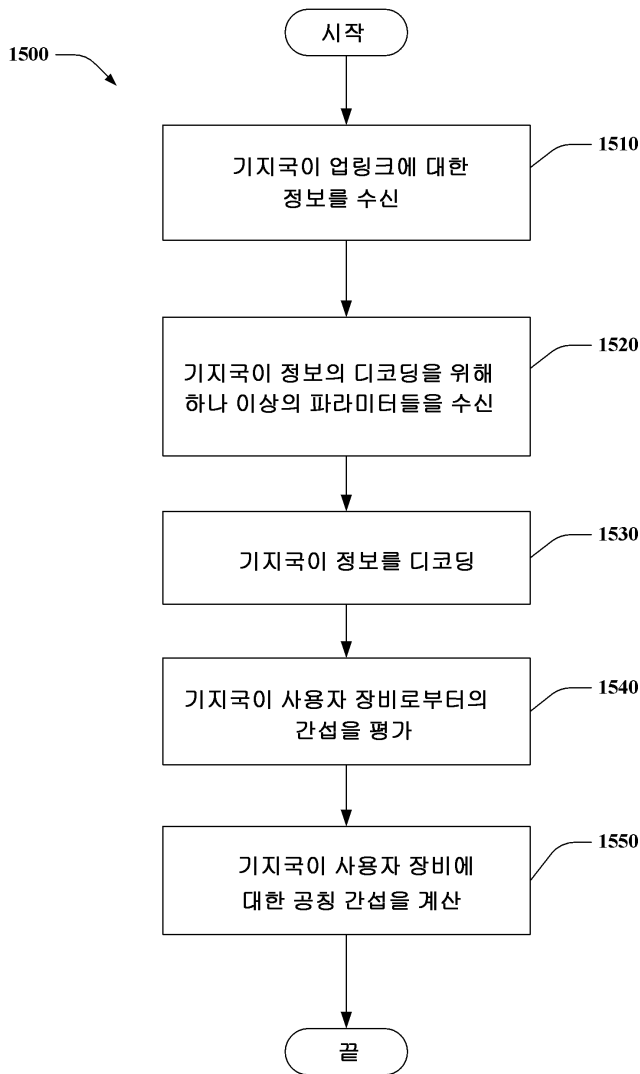 시작
1500
기지국이 업링크에 대한
정보를 수신
1510
기지국이 정보의 디코딩을 위해
하나 이상의 파라미터들을 수신
1520
기지국이 정보를 디코딩
1530
기지국이 사용자 장비로부터의
간섭을 평가
1540
기지국이 사용자 장비에
대한 공칭 간섭을 계산
1550
끝